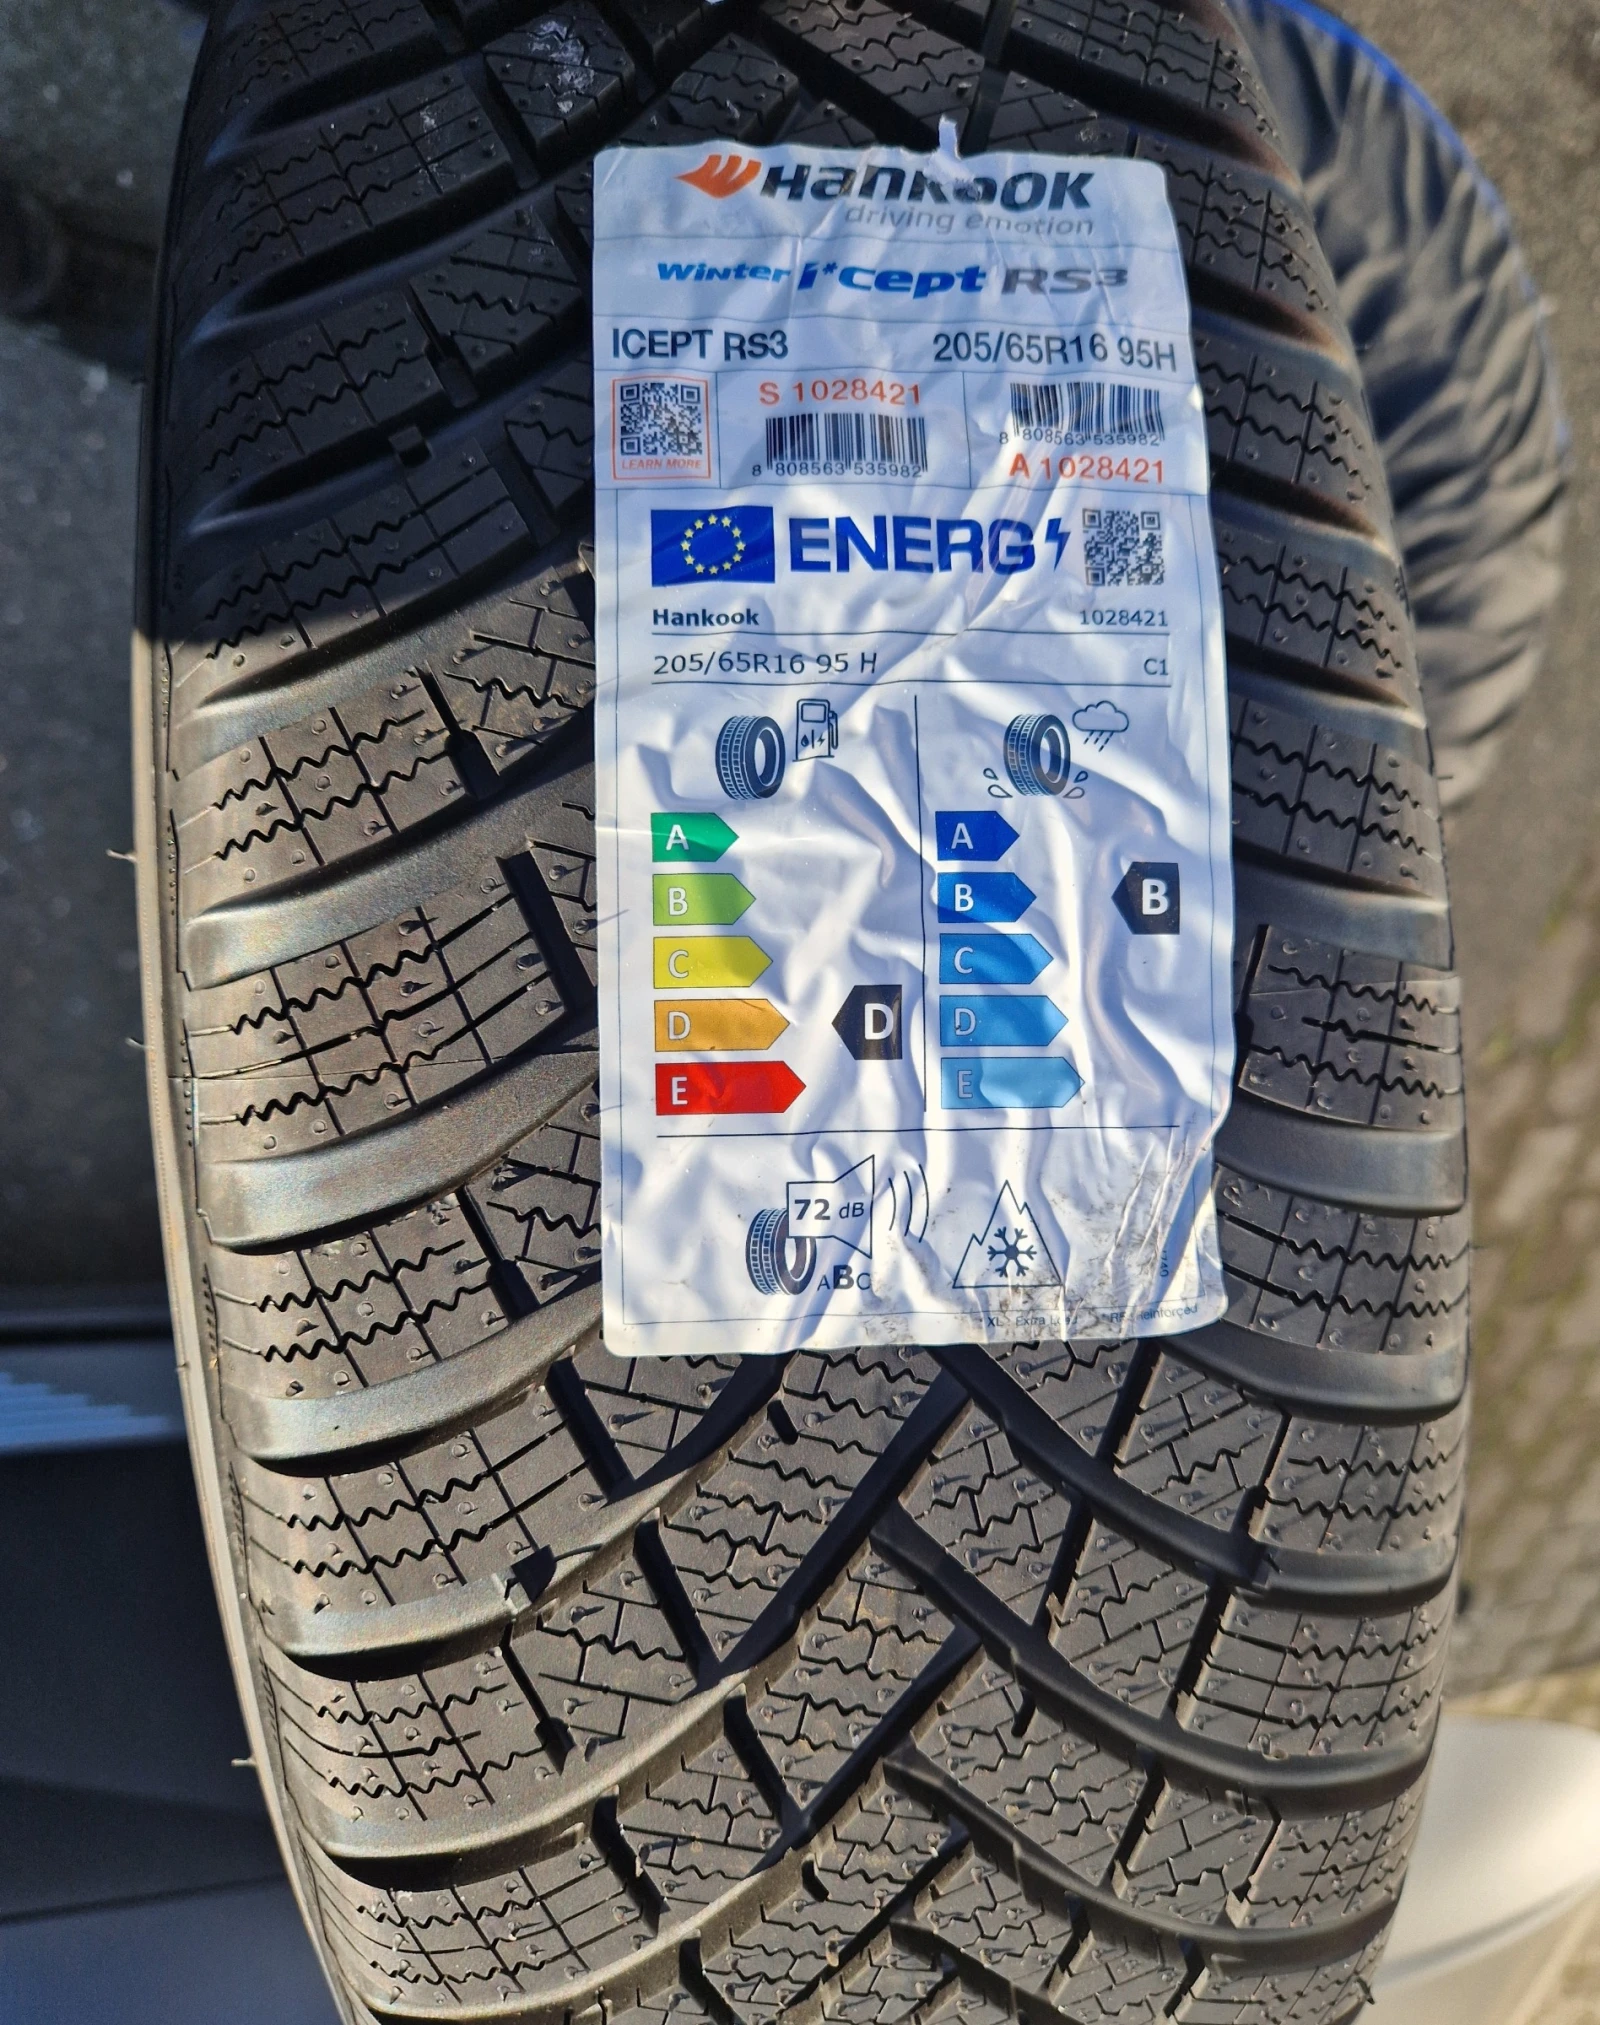 Hankook
driving emotion
Winter i*cept RS3
ICEPT RS3 205/65R16 95H
S 1028421
LEARN MORE
8 808563 535982
8 808563 535982
A 1028421
ENERG
Hankook 1028421
205/65R16 95 H C1
A A
B B B
C C
D D D
E E
72 dB
ABC
XL : Extra Load * RF : Reinforced